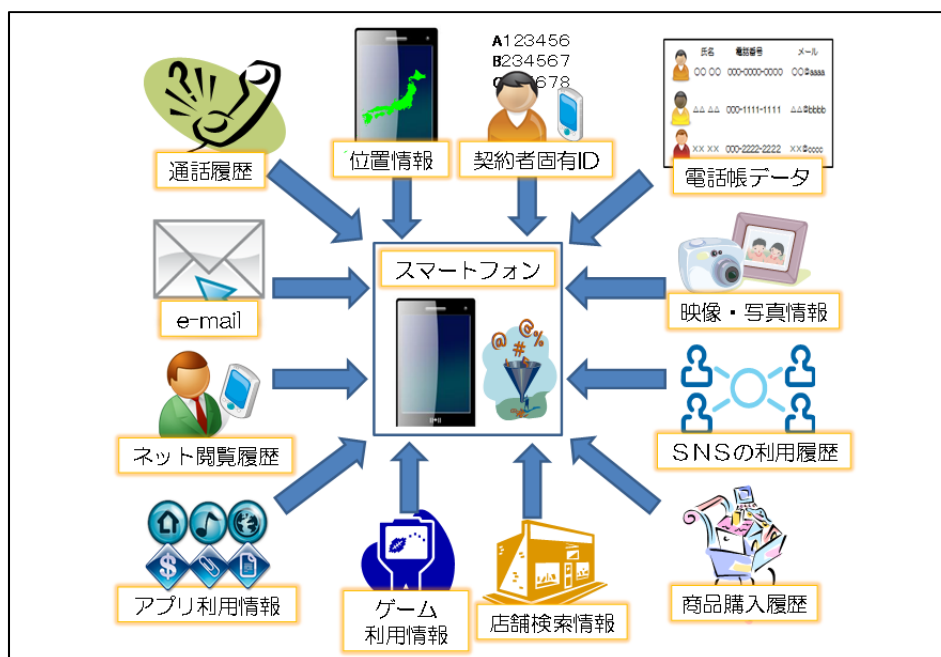 A123456
B234567
678
氏名 電話番号 メール
〇〇 〇〇 000-0000-0000 〇〇@aaaa
△△ △△ 000-1111-1111 △△@bbbb
×× ×× 000-2222-2222 ××@cccc
通話履歴
位置情報
契約者固有ID
電話帳データ
スマートフォン
e-mail
映像・写真情報
@ @ % #
ネット閲覧履歴
SNSの利用履歴
$
アプリ利用情報
ゲーム
利用情報
店舗検索情報
商品購入履歴